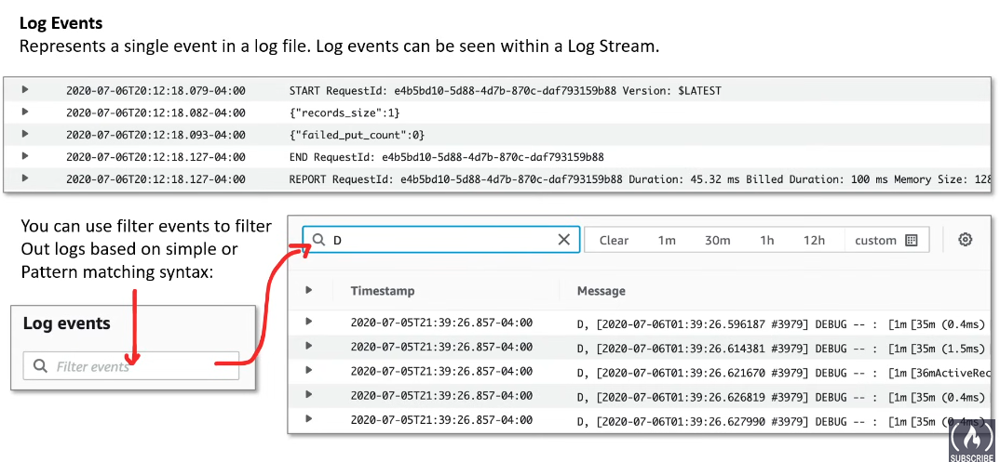 Log Events
Represents a single event in a log file. Log events can be seen within a Log Stream.
2020-07-06T20:12:18.079-04:00 START RequestId: e4b5bd10-5d88-4d7b-870c-daf793159b88 Version: $LATEST
2020-07-06T20:12:18.082-04:00 {"records_size":1}
2020-07-06T20:12:18.093-04:00 {"failed_put_count":0}
2020-07-06T20:12:18.127-04:00 END RequestId: e4b5bd10-5d88-4d7b-870c-daf793159b88
2020-07-06T20:12:18.127-04:00 REPORT RequestId: e4b5bd10-5d88-4d7b-870c-daf793159b88 Duration: 45.32 ms Billed Duration: 100 ms Memory Size: 128
You can use filter events to filter
Out logs based on simple or
Pattern matching syntax:
Log events
Filter events
D
Clear 1m 30m 1h 12h custom
Timestamp Message
2020-07-05T21:39:26.857-04:00 D, [2020-07-06T01:39:26.596187 #3979] DEBUG -- : [1m [35m (0.4ms)
2020-07-05T21:39:26.857-04:00 D, [2020-07-06T01:39:26.614381 #3979] DEBUG -- : [1m [35m (1.5ms)
2020-07-05T21:39:26.857-04:00 D, [2020-07-06T01:39:26.621670 #3979] DEBUG -- : [1m [36mActiveRec
2020-07-05T21:39:26.857-04:00 D, [2020-07-06T01:39:26.626819 #3979] DEBUG -- : [1m [35m (0.4ms)
2020-07-05T21:39:26.857-04:00 D, [2020-07-06T01:39:26.627990 #3979] DEBUG -- : [1m [35m (0.4ms)
SUBSCRIBE